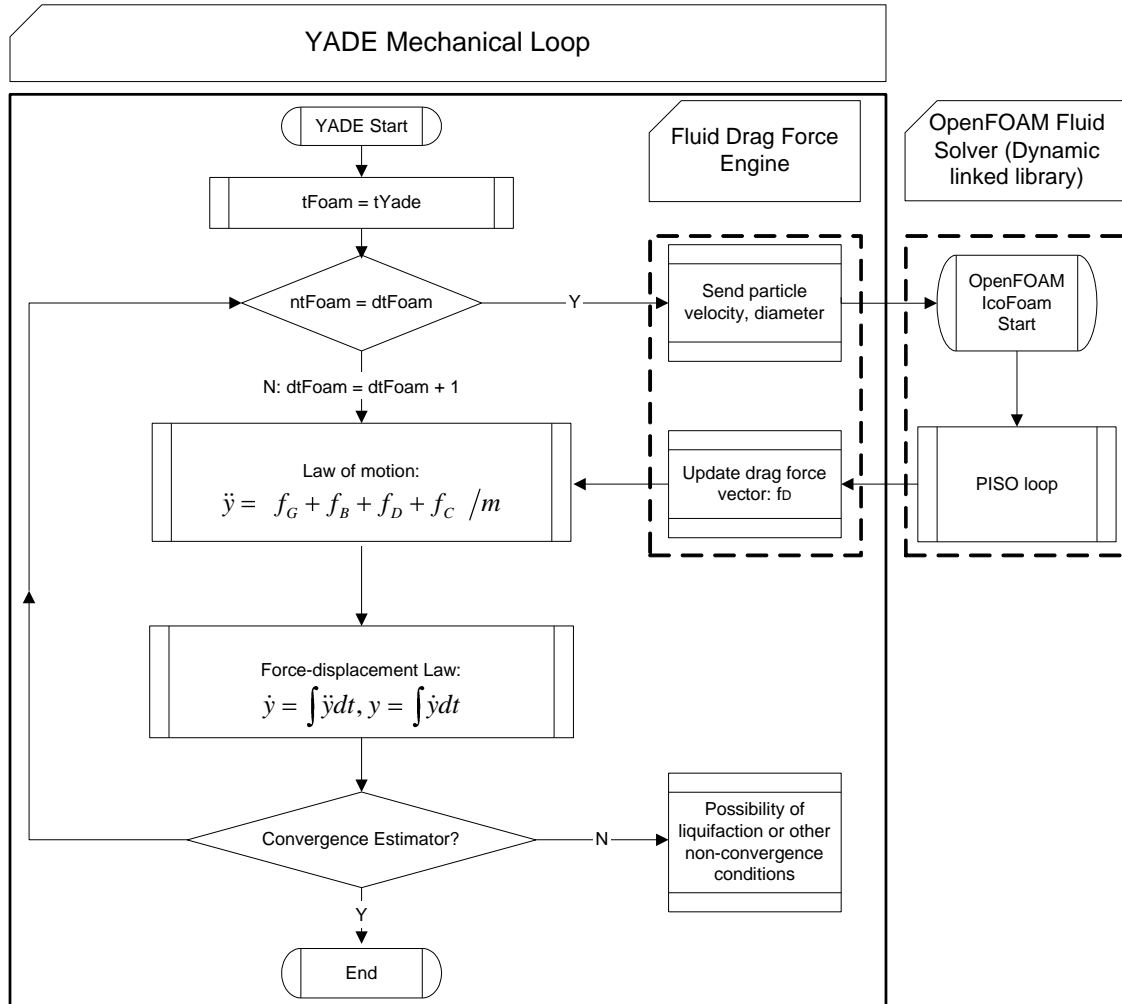 YADE Mechanical Loop
YADE Start
tFoam = tYade
ntFoam = dtFoam
Y
N: dtFoam = dtFoam + 1
Law of motion:
ÿ = f_G + f_B + f_D + f_C /m
Force-displacement Law:
ẏ = ∫ÿdt, y = ∫ẏdt
Convergence Estimator?
N
Y
End
Fluid Drag Force
Engine
Send particle
velocity, diameter
Update drag force
vector: fD
Possibility of
liquifaction or other
non-convergence
conditions
OpenFOAM Fluid
Solver (Dynamic
linked library)
OpenFOAM
IcoFoam
Start
PISO loop